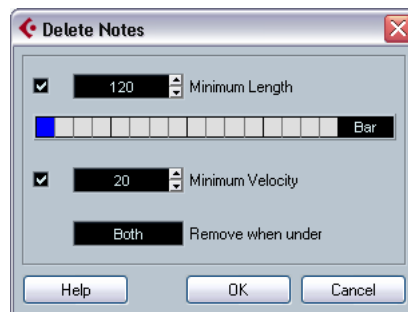 Delete Notes
120 Minimum Length
Bar
20 Minimum Velocity
Both Remove when under
Help OK Cancel